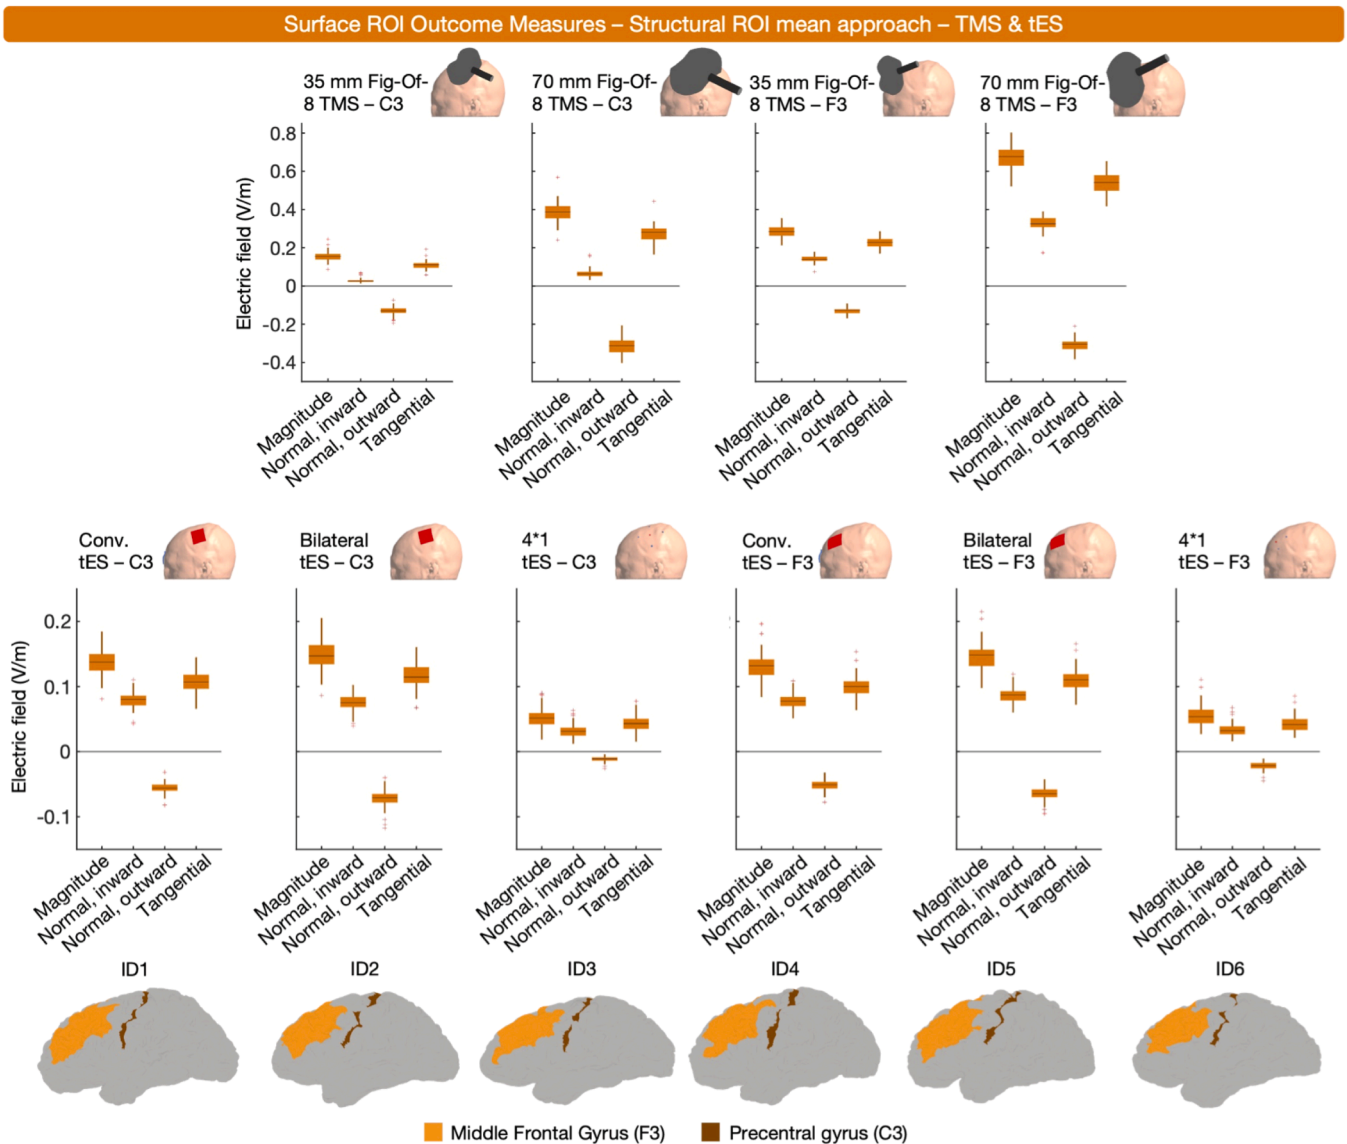 Surface ROI Outcome Measures – Structural ROI mean approach – TMS & tES
35 mm Fig-Of-
8 TMS – C3
70 mm Fig-Of-
8 TMS – C3
35 mm Fig-Of-
8 TMS – F3
70 mm Fig-Of-
8 TMS – F3
Electric field (V/m)
0.8
0.6
0.4
0.2
0
-0.2
-0.4
Magnitude
Normal, inward
Normal, outward
Tangential
Magnitude
Normal, inward
Normal, outward
Tangential
Magnitude
Normal, inward
Normal, outward
Tangential
Magnitude
Normal, inward
Normal, outward
Tangential
Conv.
tES – C3
Bilateral
tES – C3
4*1
tES – C3
Conv.
tES – F3
Bilateral
tES – F3
4*1
tES – F3
Electric field (V/m)
0.2
0.1
0
-0.1
Magnitude
Normal, inward
Normal, outward
Tangential
Magnitude
Normal, inward
Normal, outward
Tangential
Magnitude
Normal, inward
Normal, outward
Tangential
Magnitude
Normal, inward
Normal, outward
Tangential
Magnitude
Normal, inward
Normal, outward
Tangential
Magnitude
Normal, inward
Normal, outward
Tangential
ID1
ID2
ID3
ID4
ID5
ID6
Middle Frontal Gyrus (F3)
Precentral gyrus (C3)